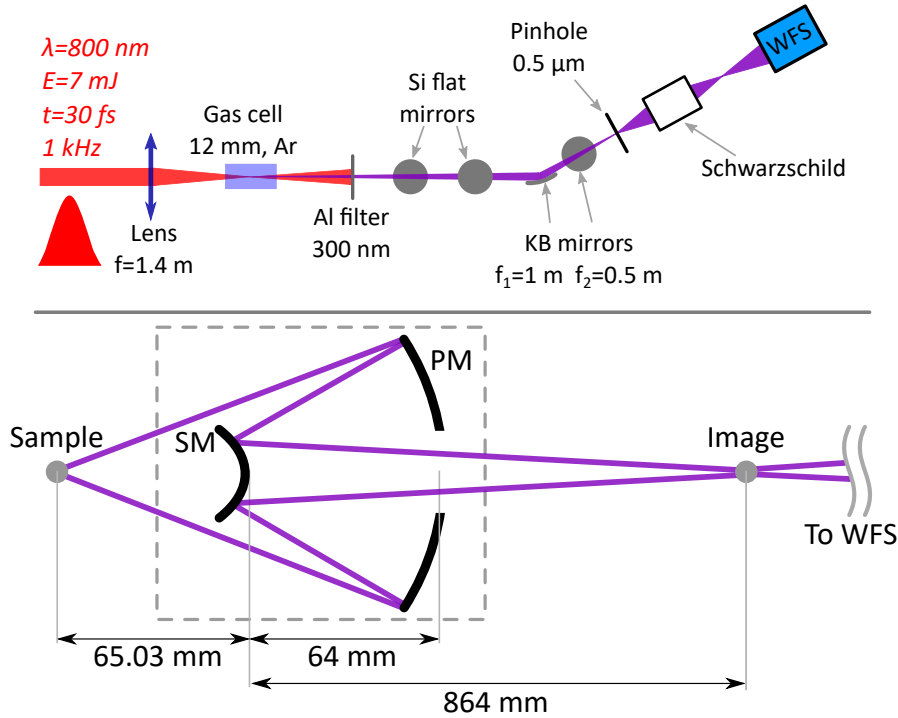 λ=800 nm
E=7 mJ
t=30 fs
1 kHz
Lens
f=1.4 m
Gas cell
12 mm, Ar
Al filter
300 nm
Si flat
mirrors
KB mirrors
f₁=1 m f₂=0.5 m
Pinhole
0.5 μm
Schwarzschild
WFS
Sample
SM
PM
Image
To WFS
65.03 mm
64 mm
864 mm